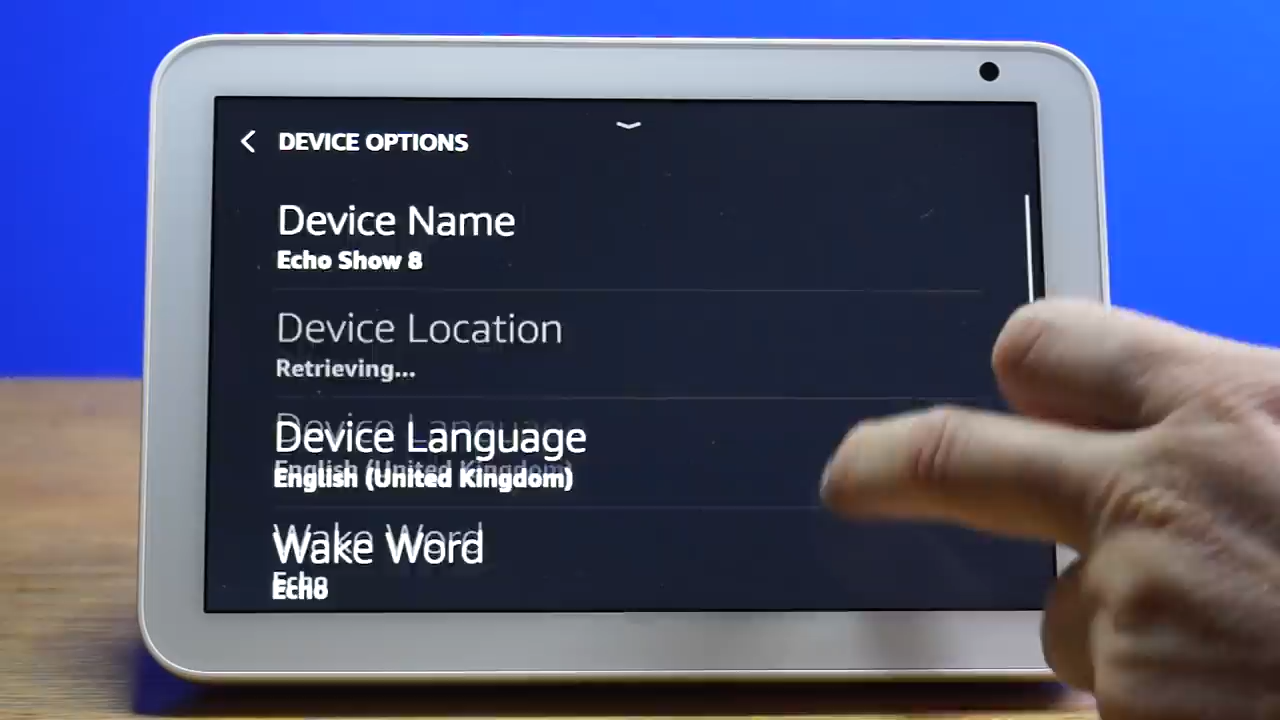 DEVICE OPTIONS
Device Name
Echo Show 8
Device Location
Retrieving...
Device Language
English (United Kingdom)
Wake Word
Echo